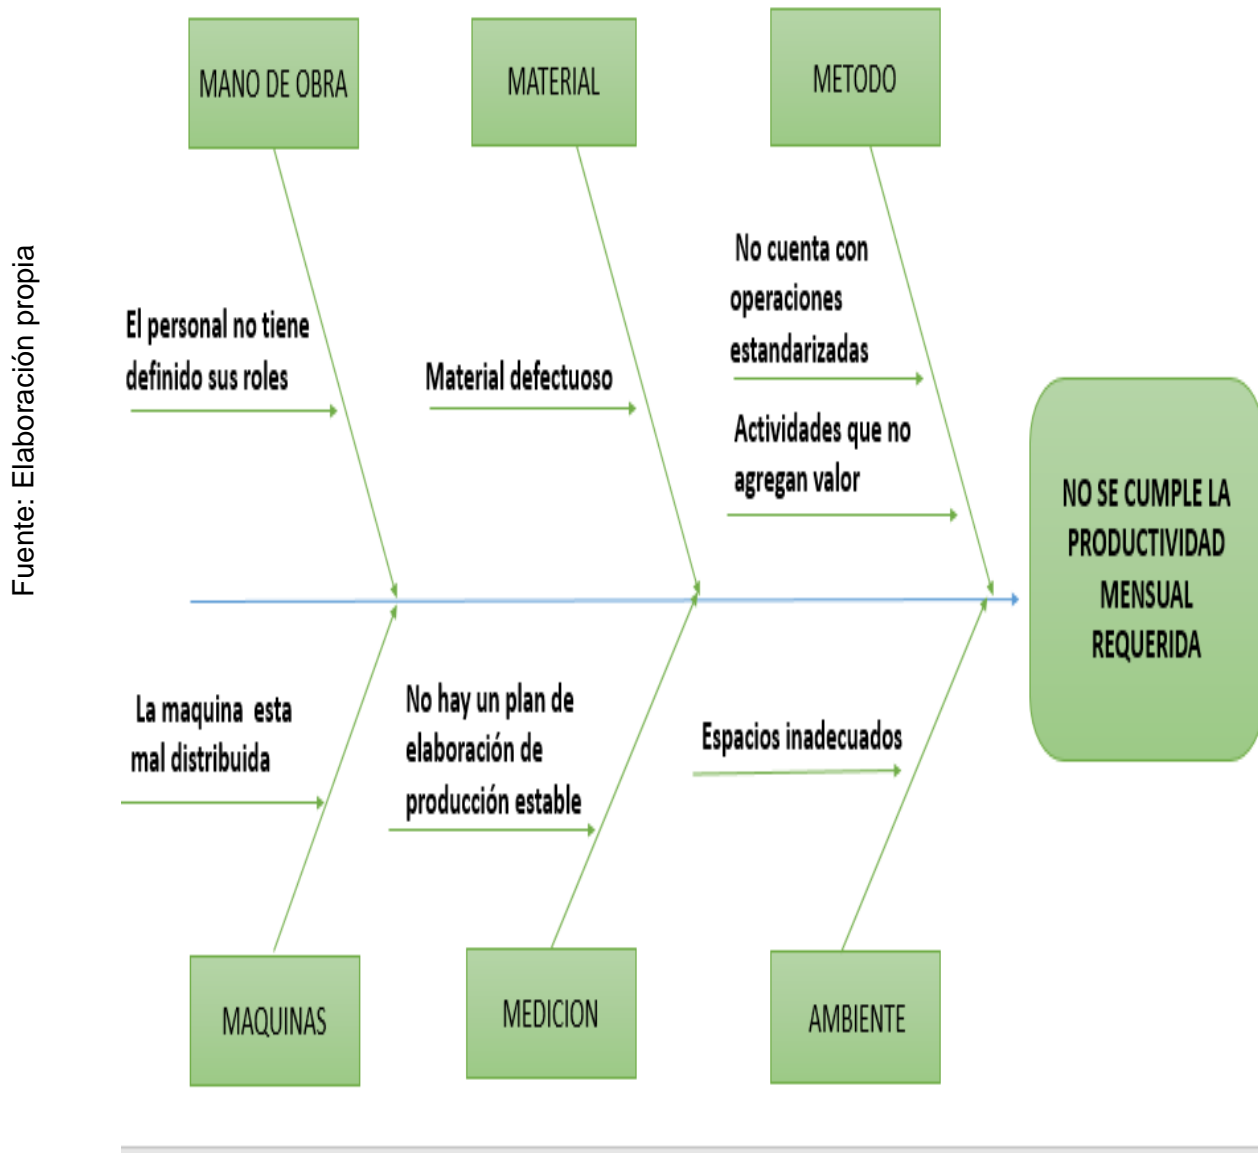 Fuente: Elaboración propia
MANO DE OBRA
MATERIAL
METODO
El personal no tiene
definido sus roles
Material defectuoso
No cuenta con
operaciones
estandarizadas
Actividades que no
agregan valor
NO SE CUMPLE LA
PRODUCTIVIDAD
MENSUAL
REQUERIDA
La maquina esta
mal distribuida
No hay un plan de
elaboración de
producción estable
Espacios inadecuados
MAQUINAS
MEDICION
AMBIENTE